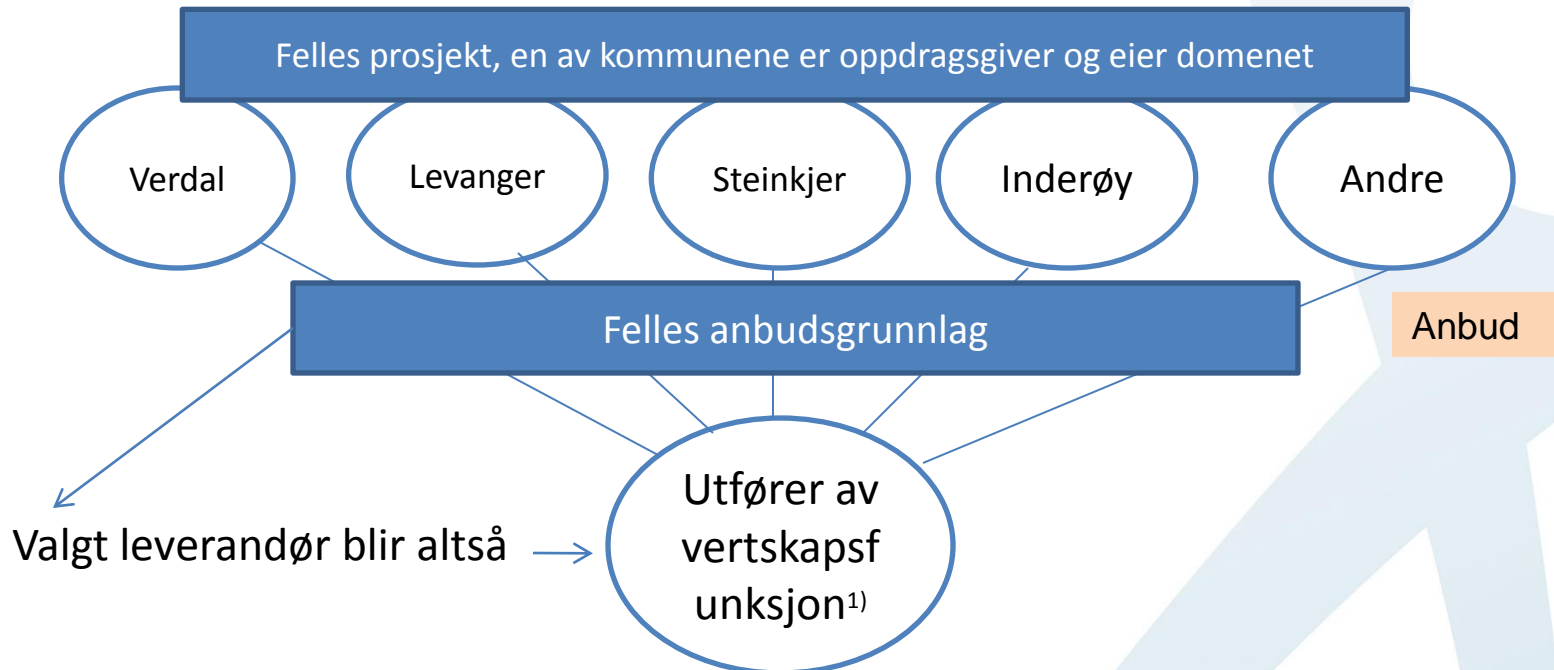 Felles prosjekt, en av kommunene er oppdragsgiver og eier domenet
Verdal
Levanger
Steinkjer
Inderøy
Andre
Felles anbudsgrunnlag
Anbud
Utfører av
vertskapsf
unksjon¹⁾
Valgt leverandør blir altså